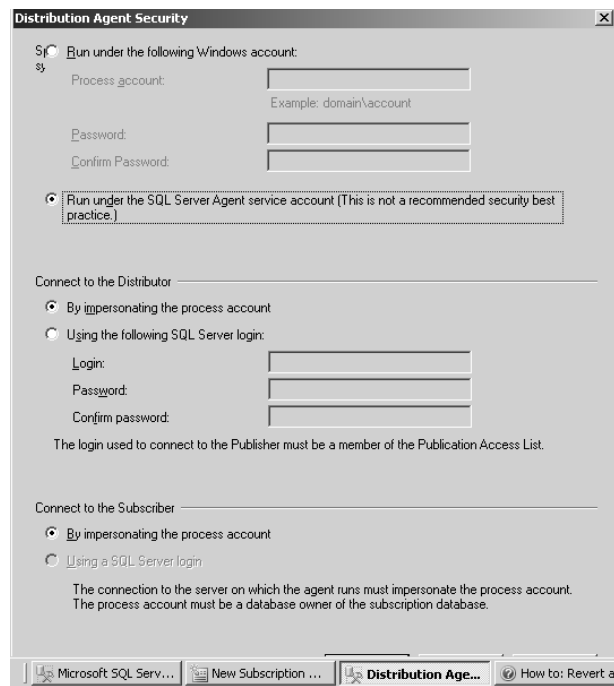 Distribution Agent Security
Run under the following Windows account:
Process account:
Example: domain\account
Password:
Confirm Password:
Run under the SQL Server Agent service account (This is not a recommended security best
practice.)
Connect to the Distributor
By impersonating the process account
Using the following SQL Server login:
Login:
Password:
Confirm password:
The login used to connect to the Publisher must be a member of the Publication Access List.
Connect to the Subscriber
By impersonating the process account
Using a SQL Server login
The connection to the server on which the agent runs must impersonate the process account.
The process account must be a database owner of the subscription database.
Microsoft SQL Serv... New Subscription ... Distribution Age... How to: Revert a